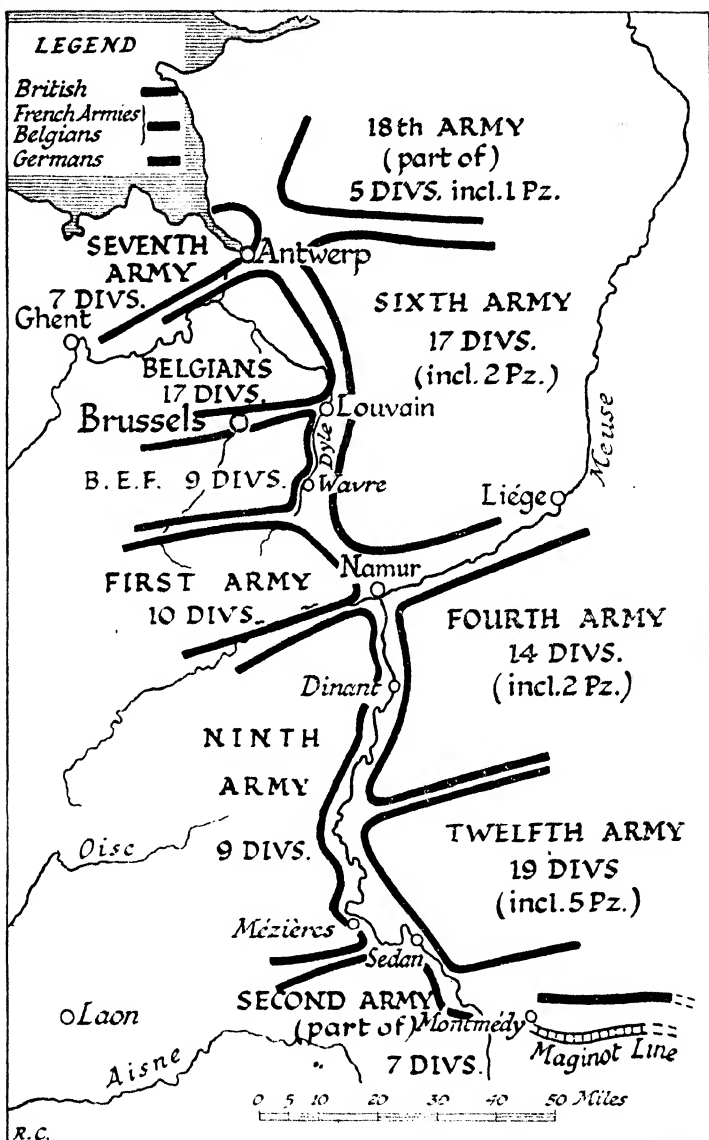 LEGEND
British
French Armies
Belgians
Germans
18th ARMY
(part of)
5 DIVS. incl. 1 Pz.
SEVENTH
ARMY
7 DIVS.
Antwerp
Ghent
SIXTH ARMY
17 DIVS.
(incl. 2 Pz.)
BELGIANS
17 DIVS.
Brussels
Louvain
Dyle
Meuse
B.E.F. 9 DIVS.
Wavre
Liége
FIRST ARMY
10 DIVS.
Namur
FOURTH ARMY
14 DIVS.
(incl. 2 Pz.)
Dinant
NINTH
ARMY
9 DIVS.
Oise
TWELFTH ARMY
19 DIVS
(incl. 5 Pz.)
Mézières
Sedan
SECOND ARMY
(part of)
7 DIVS.
Montmédy
Maginot Line
Laon
Aisne
0 5 10 20 30 40 50 Miles
R.C.